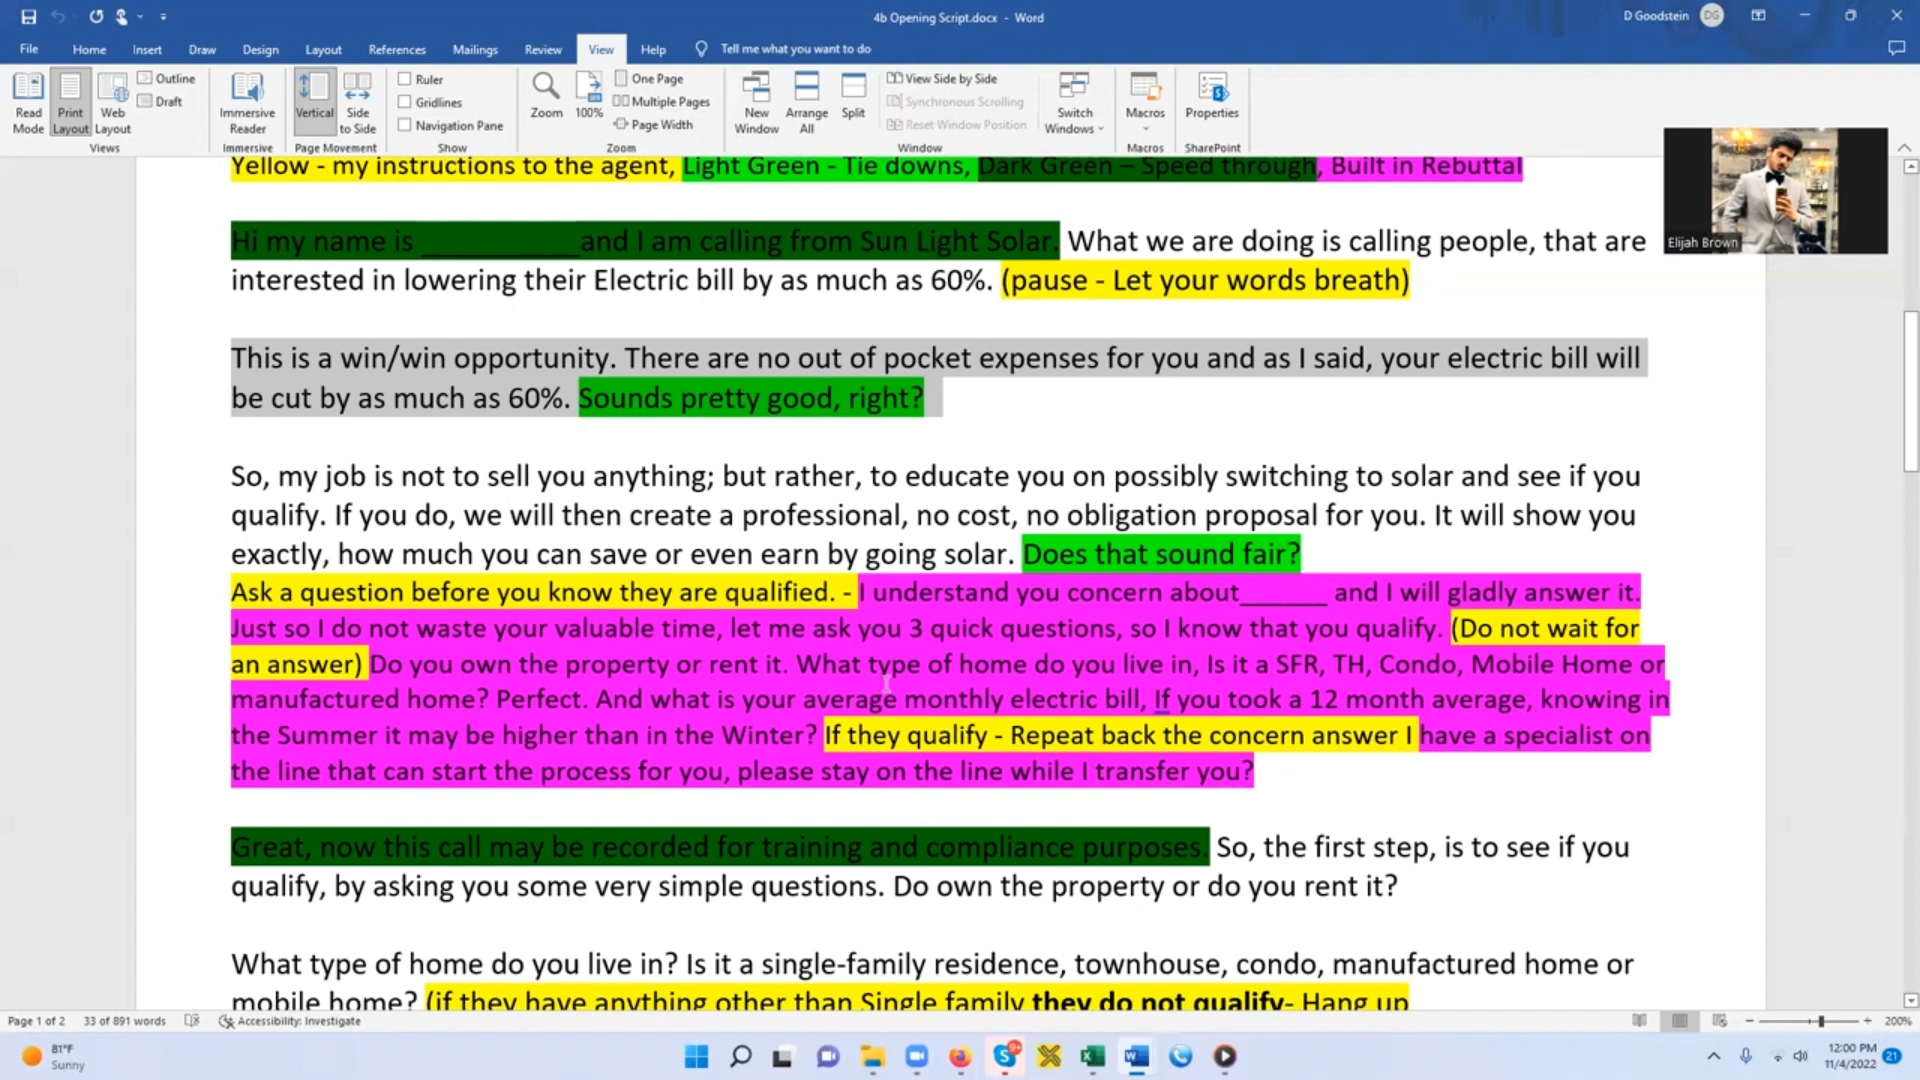 4b Opening Script.docx - Word
D Goodstein DG
File Home Insert Draw Design Layout References Mailings Review View Help Tell me what you want to do
Read Mode
Print Layout
Web Layout
Outline
Draft
Views
Immersive Reader
Immersive
Vertical
Side to Side
Page Movement
Ruler
Gridlines
Navigation Pane
Show
Zoom
100%
One Page
Multiple Pages
Page Width
Zoom
New Window
Arrange All
Split
View Side by Side
Synchronous Scrolling
Reset Window Position
Window
Switch Windows
Macros
Macros
Properties
SharePoint
Elijah Brown
Yellow - my instructions to the agent, Light Green - Tie downs, Dark Green – Speed through, Built in Rebuttal
Hi my name is ___________and I am calling from Sun Light Solar. What we are doing is calling people, that are
interested in lowering their Electric bill by as much as 60%. (pause - Let your words breath)
This is a win/win opportunity. There are no out of pocket expenses for you and as I said, your electric bill will
be cut by as much as 60%. Sounds pretty good, right?
So, my job is not to sell you anything; but rather, to educate you on possibly switching to solar and see if you
qualify. If you do, we will then create a professional, no cost, no obligation proposal for you. It will show you
exactly, how much you can save or even earn by going solar. Does that sound fair?
Ask a question before you know they are qualified. - I understand you concern about______ and I will gladly answer it.
Just so I do not waste your valuable time, let me ask you 3 quick questions, so I know that you qualify. (Do not wait for
an answer) Do you own the property or rent it. What type of home do you live in, Is it a SFR, TH, Condo, Mobile Home or
manufactured home? Perfect. And what is your average monthly electric bill, If you took a 12 month average, knowing in
the Summer it may be higher than in the Winter? If they qualify - Repeat back the concern answer I have a specialist on
the line that can start the process for you, please stay on the line while I transfer you?
Great, now this call may be recorded for training and compliance purposes. So, the first step, is to see if you
qualify, by asking you some very simple questions. Do own the property or do you rent it?
What type of home do you live in? Is it a single-family residence, townhouse, condo, manufactured home or
mobile home? (if they have anything other than Single family they do not qualify- Hang up
Page 1 of 2 33 of 891 words Accessibility: Investigate 200%
81°F
Sunny
9+
12:00 PM
11/4/2022
21